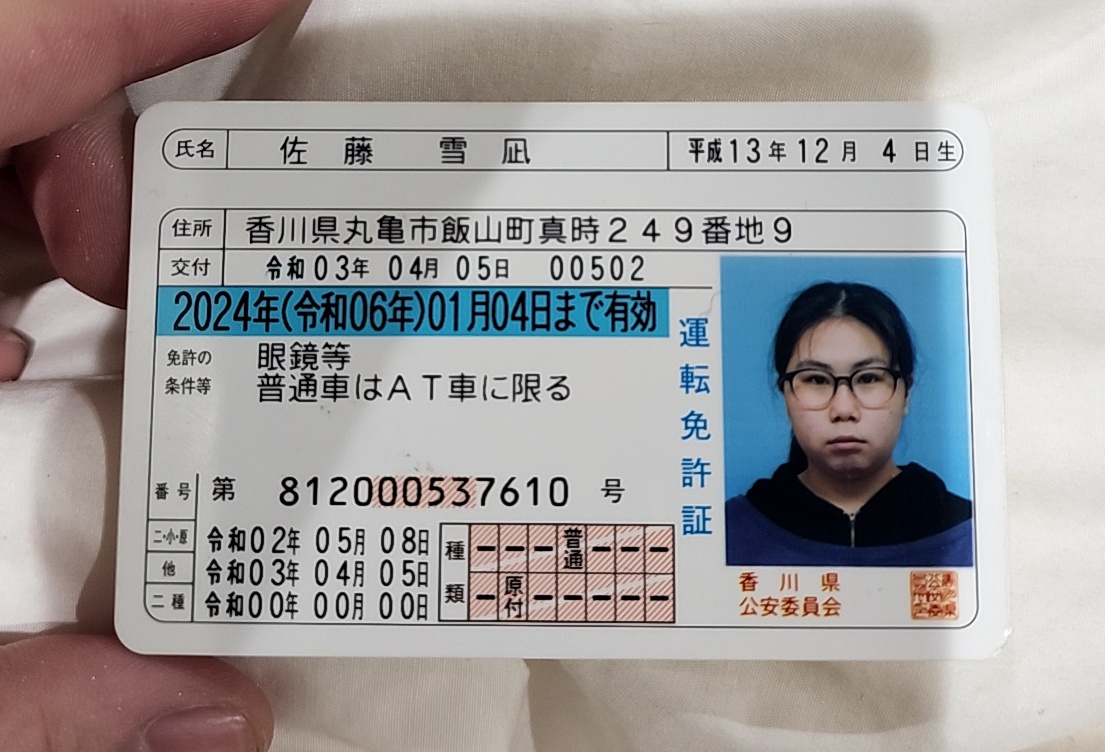 氏名 佐藤 雪凪 平成13年12月 4日生
住所 香川県丸亀市飯山町真時249番地9
交付 令和03年 04月 05日 00502
2024年(令和06年)01月04日まで有効
免許の 眼鏡等
条件等 普通車はAT車に限る
運転免許証
番号 第 812000537610 号
二・小・原 令和02年 05月 08日
他 令和03年 04月 05日
二種 令和00年 00月 00日
種類
普通
原付
香川県
公安委員会